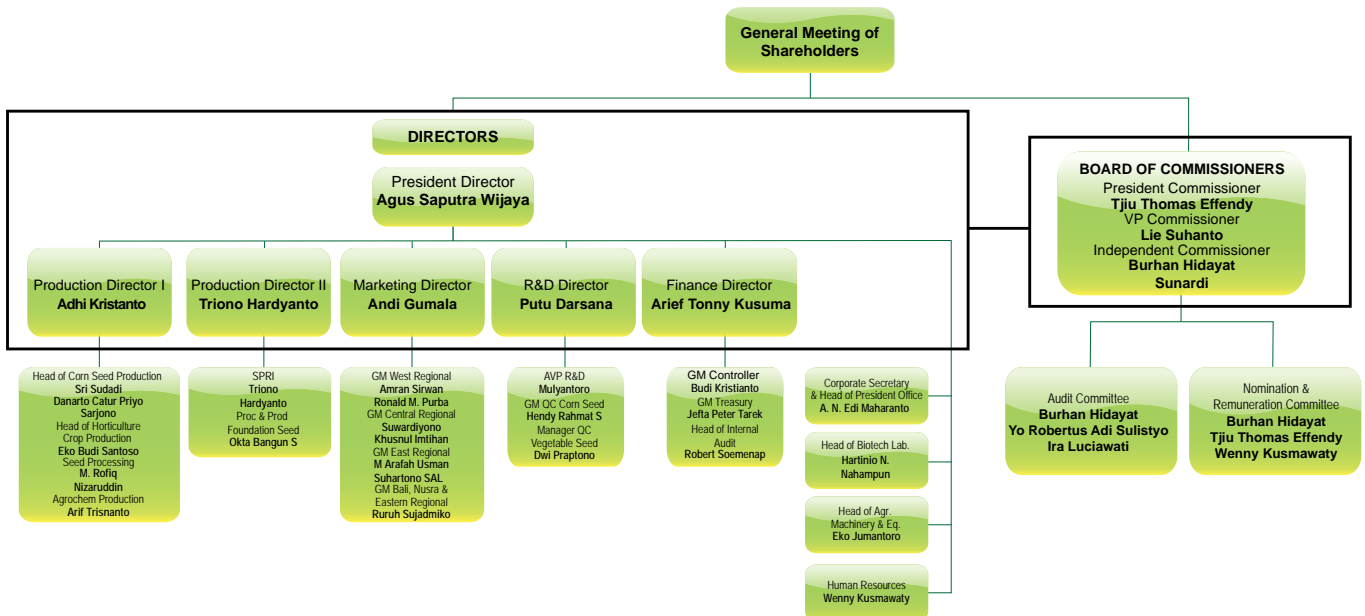 General Meeting of
Shareholders
DIRECTORS
President Director
Agus Saputra Wijaya
BOARD OF COMMISSIONERS
President Commissioner
Tjiu Thomas Effendy
VP Commissioner
Lie Suhanto
Independent Commissioner
Burhan Hidayat
Sunardi
Production Director I
Adhi Kristanto
Production Director II
Triono Hardyanto
Marketing Director
Andi Gumala
R&D Director
Putu Darsana
Finance Director
Arief Tonny Kusuma
Head of Corn Seed Production
Sri Sudadi
Danarto Catur Priyo
Sarjono
Head of Horticulture
Crop Production
Eko Budi Santoso
Seed Processing
M. Rofiq
Nizaruddin
Agrochem Production
Arif Trisnanto
SPRI
Triono
Hardyanto
Proc & Prod
Foundation Seed
Okta Bangun S
GM West Regional
Amran Sirwan
Ronald M. Purba
GM Central Regional
Suwardiyono
Khusnul Imtihan
GM East Regional
M Arafah Usman
Suhartono SAL
GM Bali, Nusra &
Eastern Regional
Ruruh Sujadmiko
AVP R&D
Mulyantoro
GM QC Corn Seed
Hendy Rahmat S
Manager QC
Vegetable Seed
Dwi Praptono
GM Controller
Budi Kristianto
GM Treasury
Jefta Peter Tarek
Head of Internal
Audit
Robert Soemenap
Corporate Secretary
& Head of President Office
A. N. Edi Maharanto
Head of Biotech Lab.
Hartinio N.
Nahampun
Head of Agr.
Machinery & Eq.
Eko Jumantoro
Human Resources
Wenny Kusmawaty
Audit Committee
Burhan Hidayat
Yo Robertus Adi Sulistyo
Ira Luciawati
Nomination &
Remuneration Committee
Burhan Hidayat
Tjiu Thomas Effendy
Wenny Kusmawaty